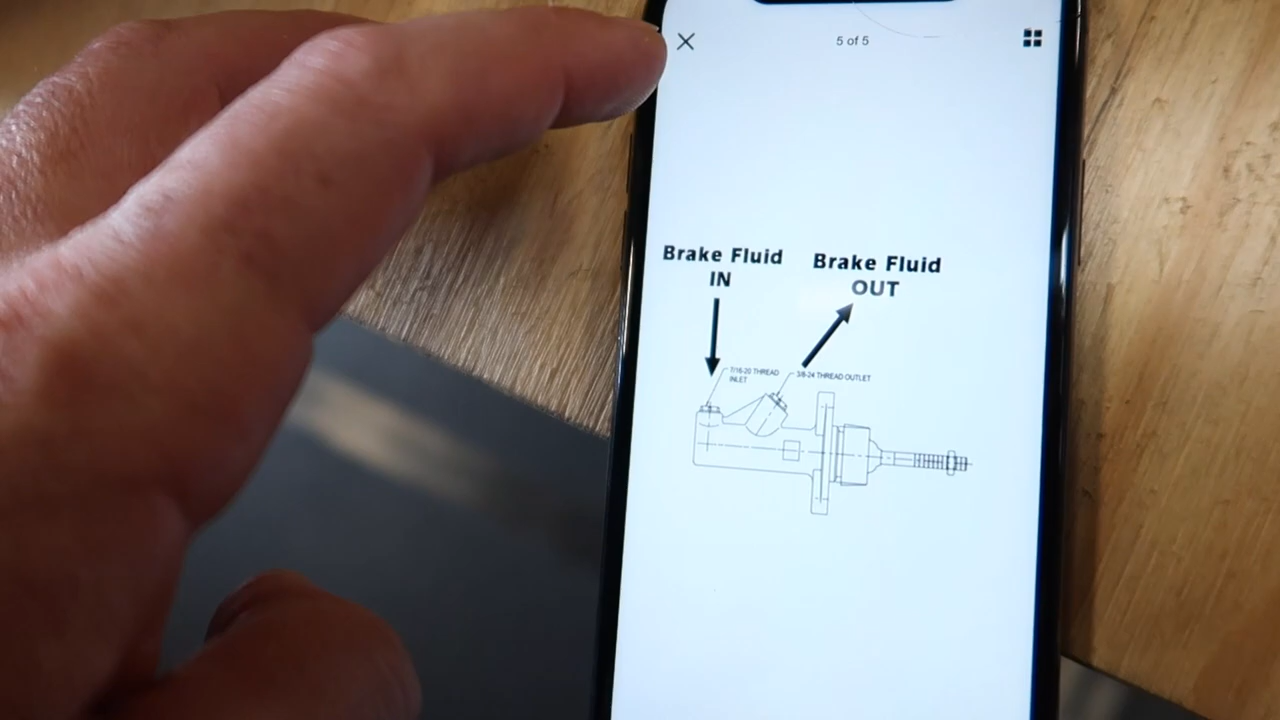 5 of 5
Brake Fluid
IN
Brake Fluid
OUT
7/16-20 THREAD
INLET
3/8-24 THREAD OUTLET